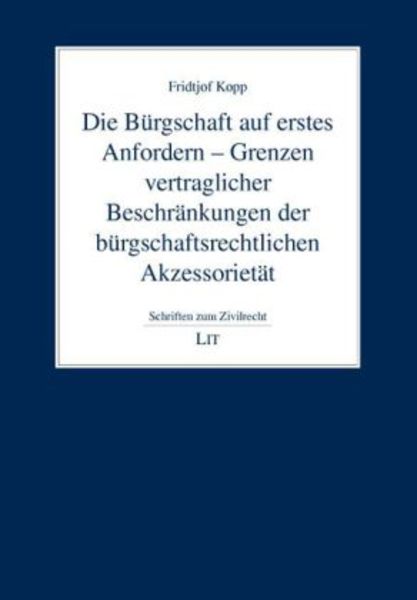 Fridtjof Kopp
Die Bürgschaft auf erstes
Anfordern – Grenzen
vertraglicher
Beschränkungen der
bürgschaftsrechtlichen
Akzessorietät
Schriften zum Zivilrecht
LIT